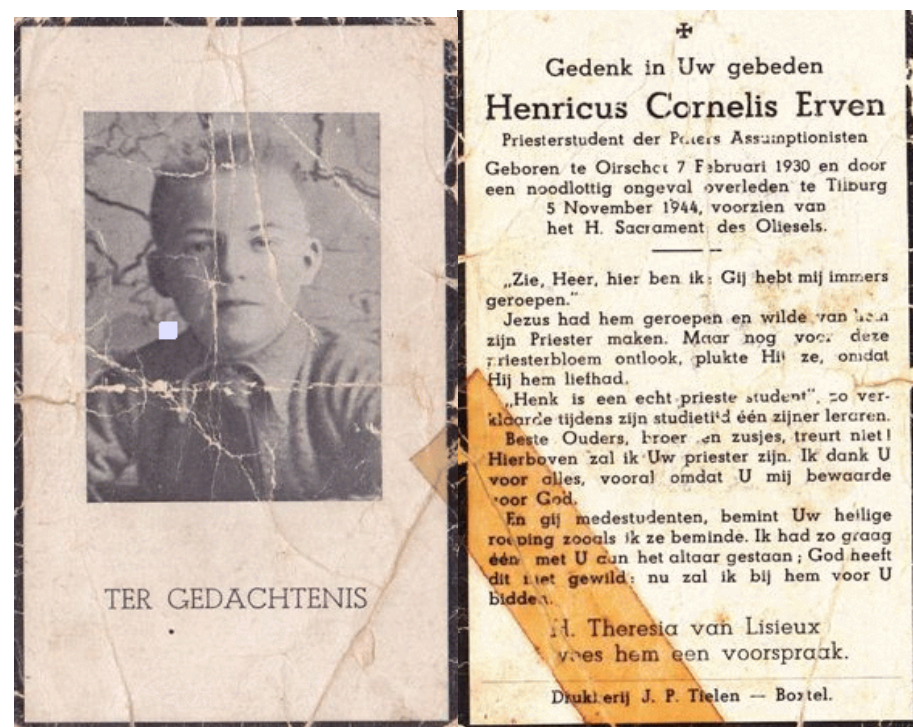 TER GEDACHTENIS
✠
Gedenk in Uw gebeden
Henricus Cornelis Erven
Priesterstudent der Paters Assumptionisten
Geboren te Oirschot 7 Februari 1930 en door
een noodlottig ongeval overleden te Tilburg
5 November 1944, voorzien van
het H. Sacrament des Oliesels.
„Zie, Heer, hier ben ik: Gij hebt mij immers
geroepen."
Jezus had hem geroepen en wilde van hem
zijn Priester maken. Maar nog voor deze
priesterbloem ontlook, plukte Hij ze, omdat
Hij hem liefhad.
„Henk is een echt priesterstudent", zo ver-
klaarde tijdens zijn studietijd één zijner leraren.
Beste Ouders, broer en zusjes, treurt niet!
Hierboven zal ik Uw priester zijn. Ik dank U
voor alles, vooral omdat U mij bewaarde
voor God.
En gij medestudenten, bemint Uw heilige
roeping zooals ik ze beminde. Ik had zo graag
één met U aan het altaar gestaan; God heeft
dit niet gewild: nu zal ik bij hem voor U
bidden.
H. Theresia van Lisieux
wees hem een voorspraak.
Drukkerij J. P. Tielen — Boxtel.